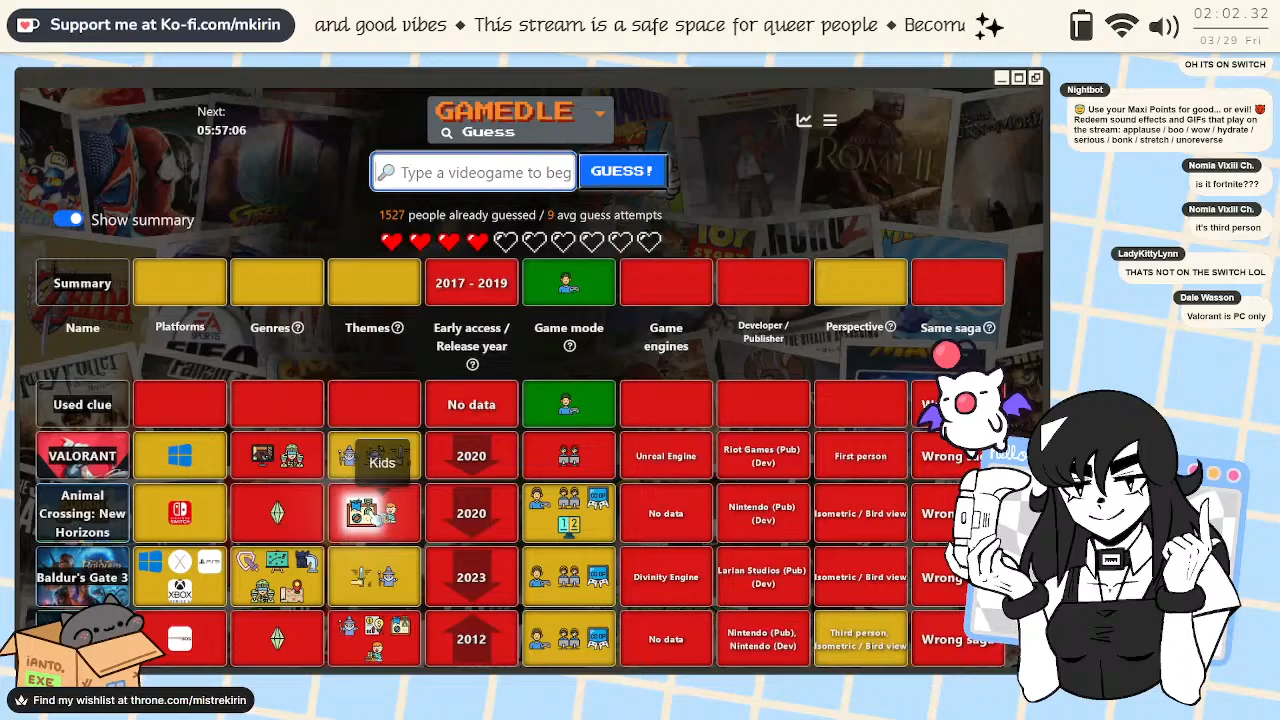 Support me at Ko-fi.com/mkirin
and good vibes ⬥ This stream is a safe space for queer people ⬥ Becom
02:02.32
03/29 Fri
OH ITS ON SWITCH
Nightbot
😇 Use your Maxi Points for good... or evil! 😈
Redeem sound effects and GIFs that play on
the stream: applause / boo / wow / hydrate /
serious / bonk / stretch / unoreverse
Nomia Vixiii Ch.
is it fortnite???
Nomia Vixiii Ch.
it's third person
LadyKittyLynn
THATS NOT ON THE SWITCH LOL
Dale Wasson
Valorant is PC only
Next:
05:57:06
GAMEDLE
Guess
Type a videogame to beg
GUESS!
Show summary
1527 people already guessed / 9 avg guess attempts
Summary
2017 - 2019
Name
Platforms
Genres
Themes
Early access /
Release year
Game mode
Game
engines
Developer /
Publisher
Perspective
Same saga
Used clue
No data
VALORANT
Kids
2020
Unreal Engine
Riot Games (Pub)
(Dev)
First person
Wrong
Animal
Crossing: New
Horizons
SWITCH
2020
No data
Nintendo (Pub)
(Dev)
Isometric / Bird view
Wron
Baldur's Gate 3
XBOX
2023
Divinity Engine
Larian Studios (Pub)
(Dev)
Isometric / Bird view
Wrong
2012
No data
Nintendo (Pub),
Nintendo (Dev)
Third person,
Isometric / Bird view
Wrong saga
hello
¡ANTO.
EXE
Find my wishlist at throne.com/mistrekirin